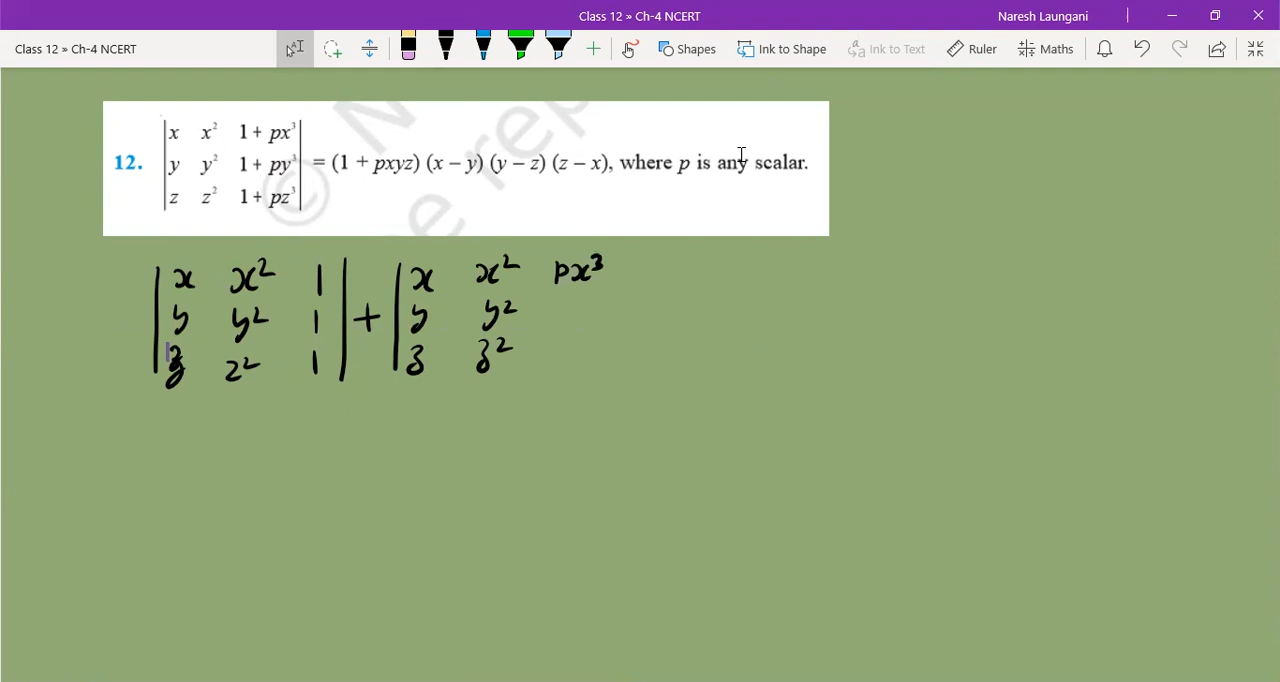 Class 12 » Ch-4 NCERT
Naresh Laungani
Class 12 » Ch-4 NCERT
Shapes
Ink to Shape
Ink to Text
Ruler
Maths
x x² 1 + px³
12. y y² 1 + py³ = (1 + pxyz) (x – y) (y – z) (z – x), where p is any scalar.
z z² 1 + pz³
© N
e rep
x x² 1 x x² px³
y y² 1 + y y²
z z² 1 z z²